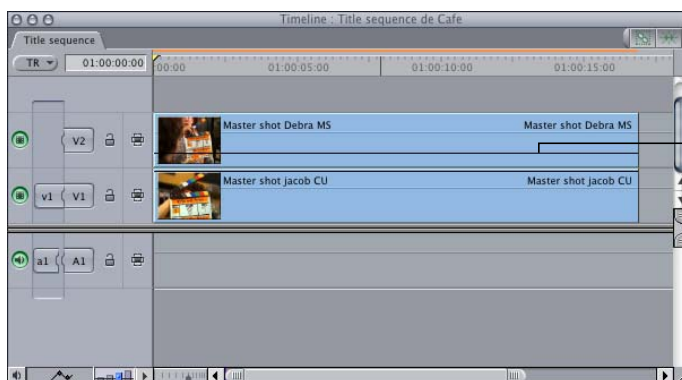 Timeline : Title sequence de Cafe
Title sequence
TR 01:00:00:00 :00:00 01:00:05:00 01:00:10:00 01:00:15:00
V2 Master shot Debra MS Master shot Debra MS
v1 V1 Master shot jacob CU Master shot jacob CU
a1 A1